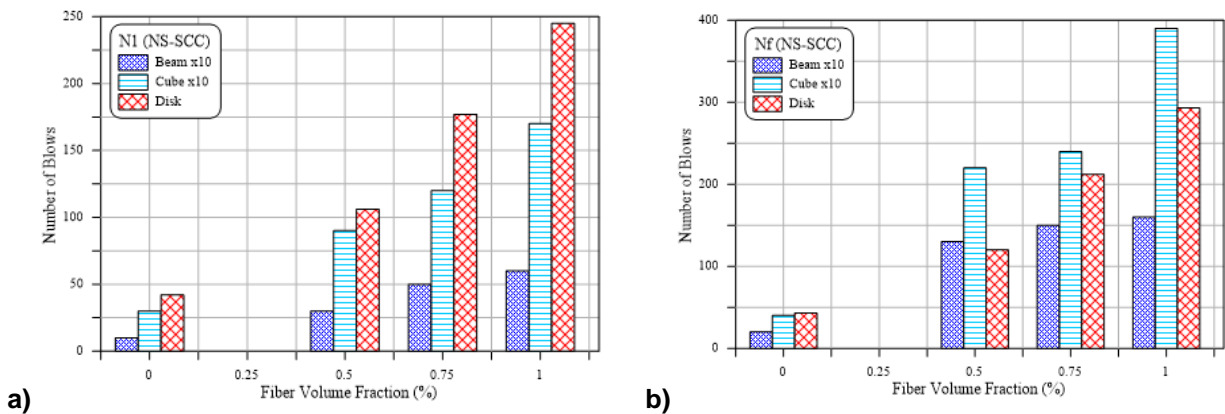 N1 (NS-SCC)
Beam x10
Cube x10
Disk
Number of Blows
250
200
150
100
50
0
0 0.25 0.5 0.75 1
Fiber Volume Fraction (%)
a)
Nf (NS-SCC)
Beam x10
Cube x10
Disk
Number of Blows
400
300
200
100
0
0 0.25 0.5 0.75 1
Fiber Volume Fraction (%)
b)